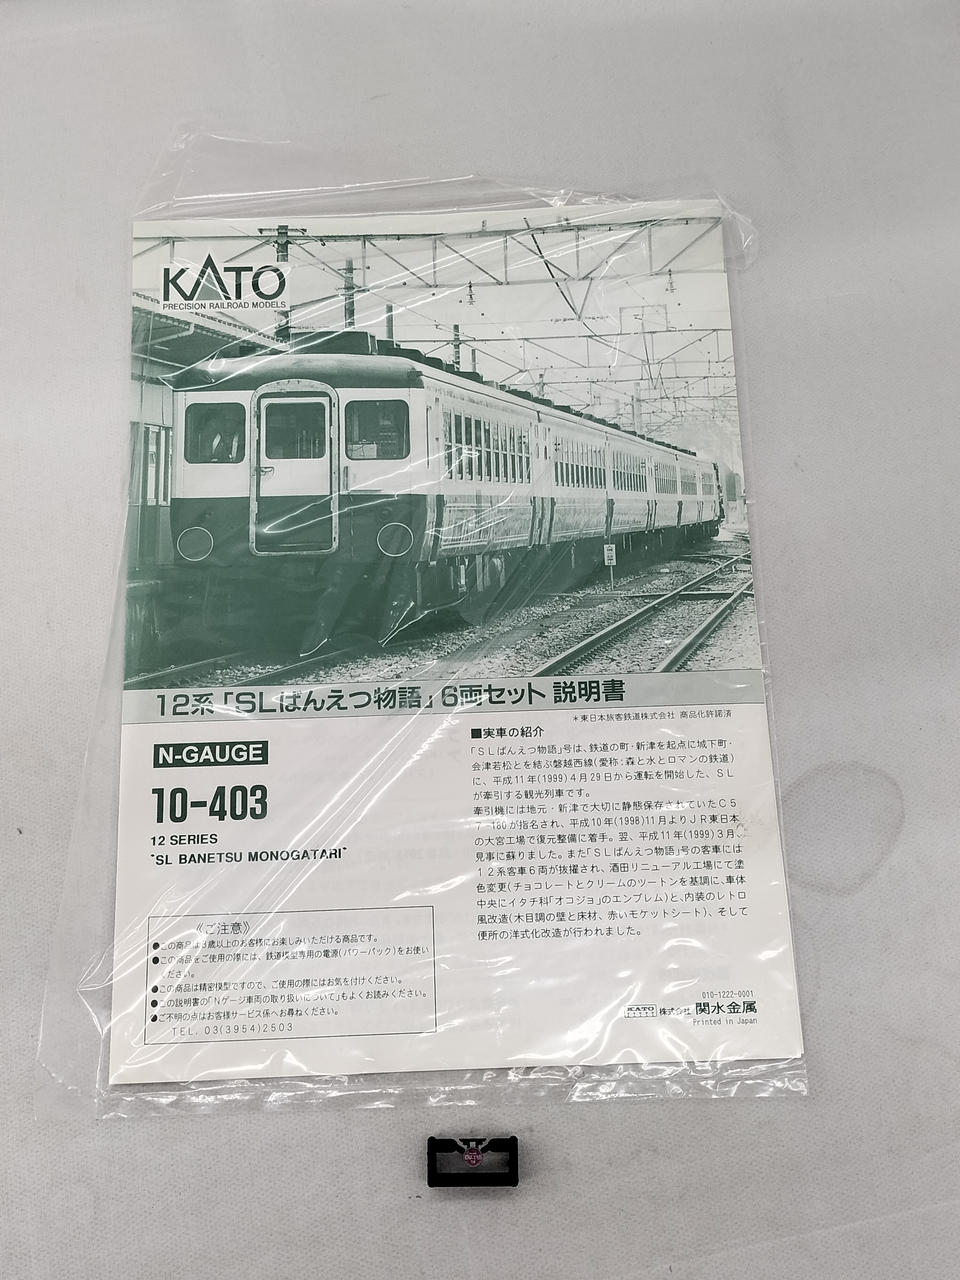 KATO
PRECISION RAILROAD MODELS
12系「SLばんえつ物語」6両セット 説明書
＊東日本旅客鉄道株式会社 商品化許諾済
N-GAUGE
10-403
12 SERIES
"SL BANETSU MONOGATARI"
■実車の紹介
「ＳＬばんえつ物語」号は、鉄道の町・新津を起点に城下町・
会津若松とを結ぶ磐越西線（愛称：森と水とロマンの鉄道）
に、平成11年(1999)４月29日から運転を開始した、ＳＬ
が牽引する観光列車です。
牽引機には地元・新津で大切に静態保存されていたＣ５
７-180が指名され、平成10年(1998)11月よりＪＲ東日本
の大宮工場で復元整備に着手。翌、平成11年(1999)３月、
見事に蘇りました。また「ＳＬばんえつ物語」号の客車には
１２系客車６両が抜擢され、酒田リニューアル工場にて塗
色変更（チョコレートとクリームのツートンを基調に、車体
中央にイタチ科「オコジョ」のエンブレム）と、内装のレトロ
風改造（木目調の壁と床材、赤いモケットシート）、そして
便所の洋式化改造が行われました。
《ご注意》
●この商品は8歳以上のお客様にお楽しみいただける商品です。
●この商品をご使用の際には、鉄道模型専用の電源（パワーパック）をお使い
ください。
●この商品は精密模型ですので、ご使用の際にはお気を付けください。
●この説明書の「Nゲージ車両の取り扱いについて」もよくお読みください。
●ご不明の点はお客様サービス係へお尋ねください。
TEL. 03(3954)2503
010-1222-0001
KATO 株式会社 関水金属
Printed in Japan